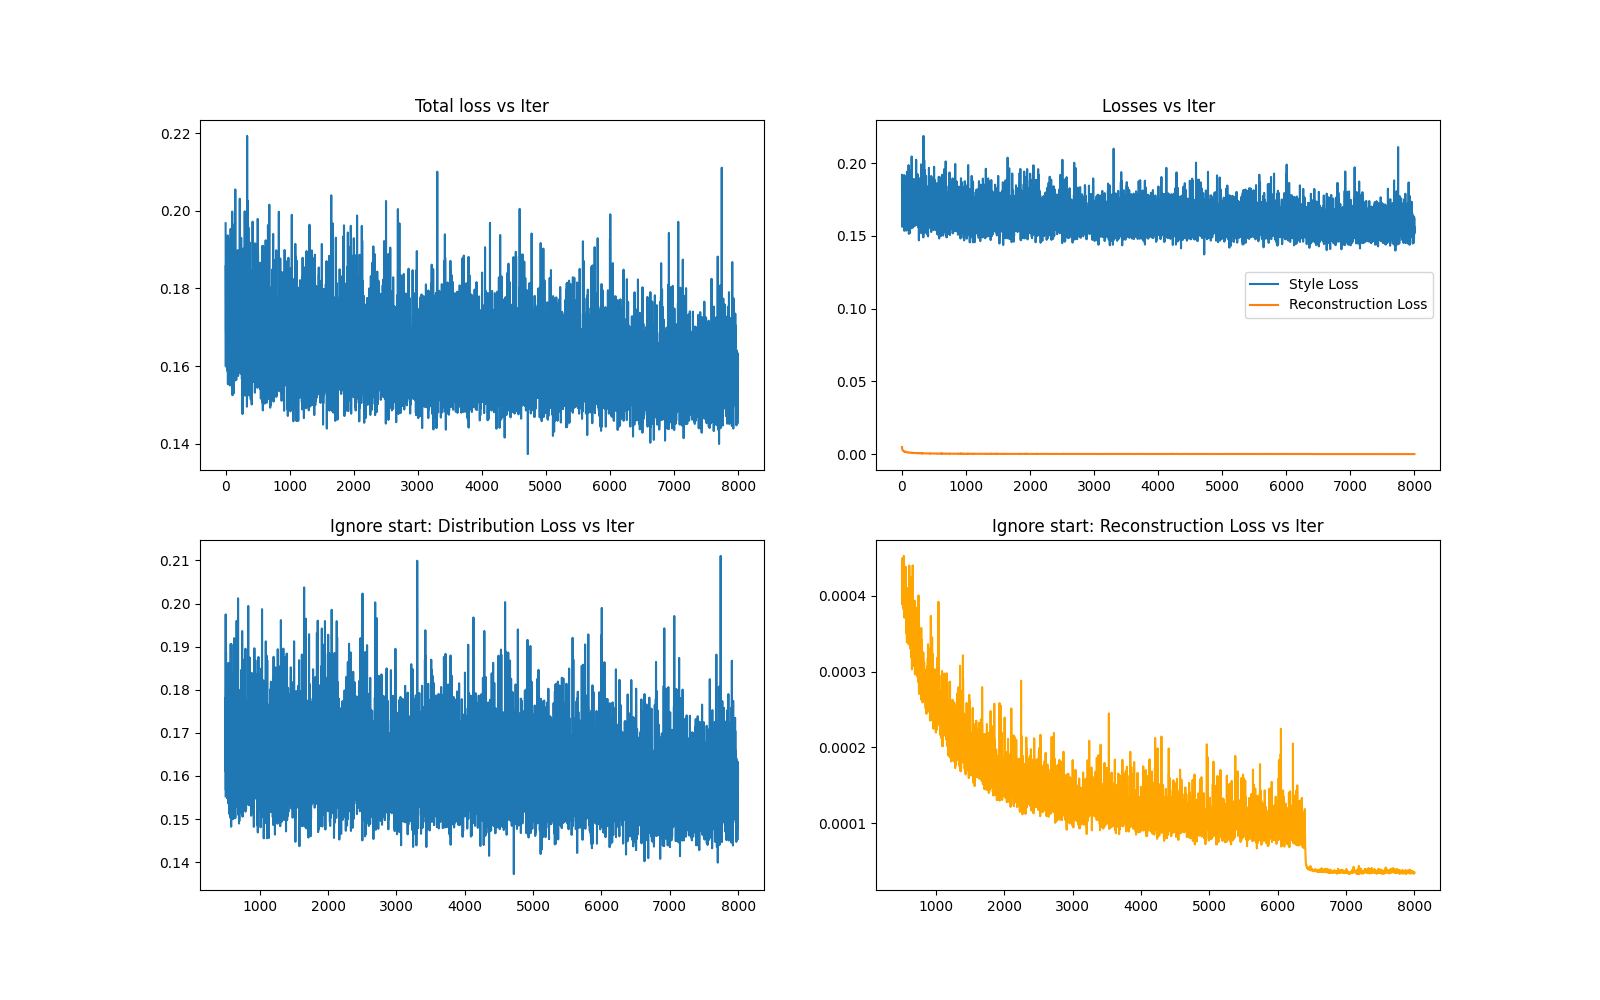 Total loss vs Iter
0.22
0.20
0.18
0.16
0.14
0 1000 2000 3000 4000 5000 6000 7000 8000
Losses vs Iter
0.20
0.15
0.10
0.05
0.00
Style Loss
Reconstruction Loss
0 1000 2000 3000 4000 5000 6000 7000 8000
Ignore start: Distribution Loss vs Iter
0.21
0.20
0.19
0.18
0.17
0.16
0.15
0.14
1000 2000 3000 4000 5000 6000 7000 8000
Ignore start: Reconstruction Loss vs Iter
0.0004
0.0003
0.0002
0.0001
1000 2000 3000 4000 5000 6000 7000 8000